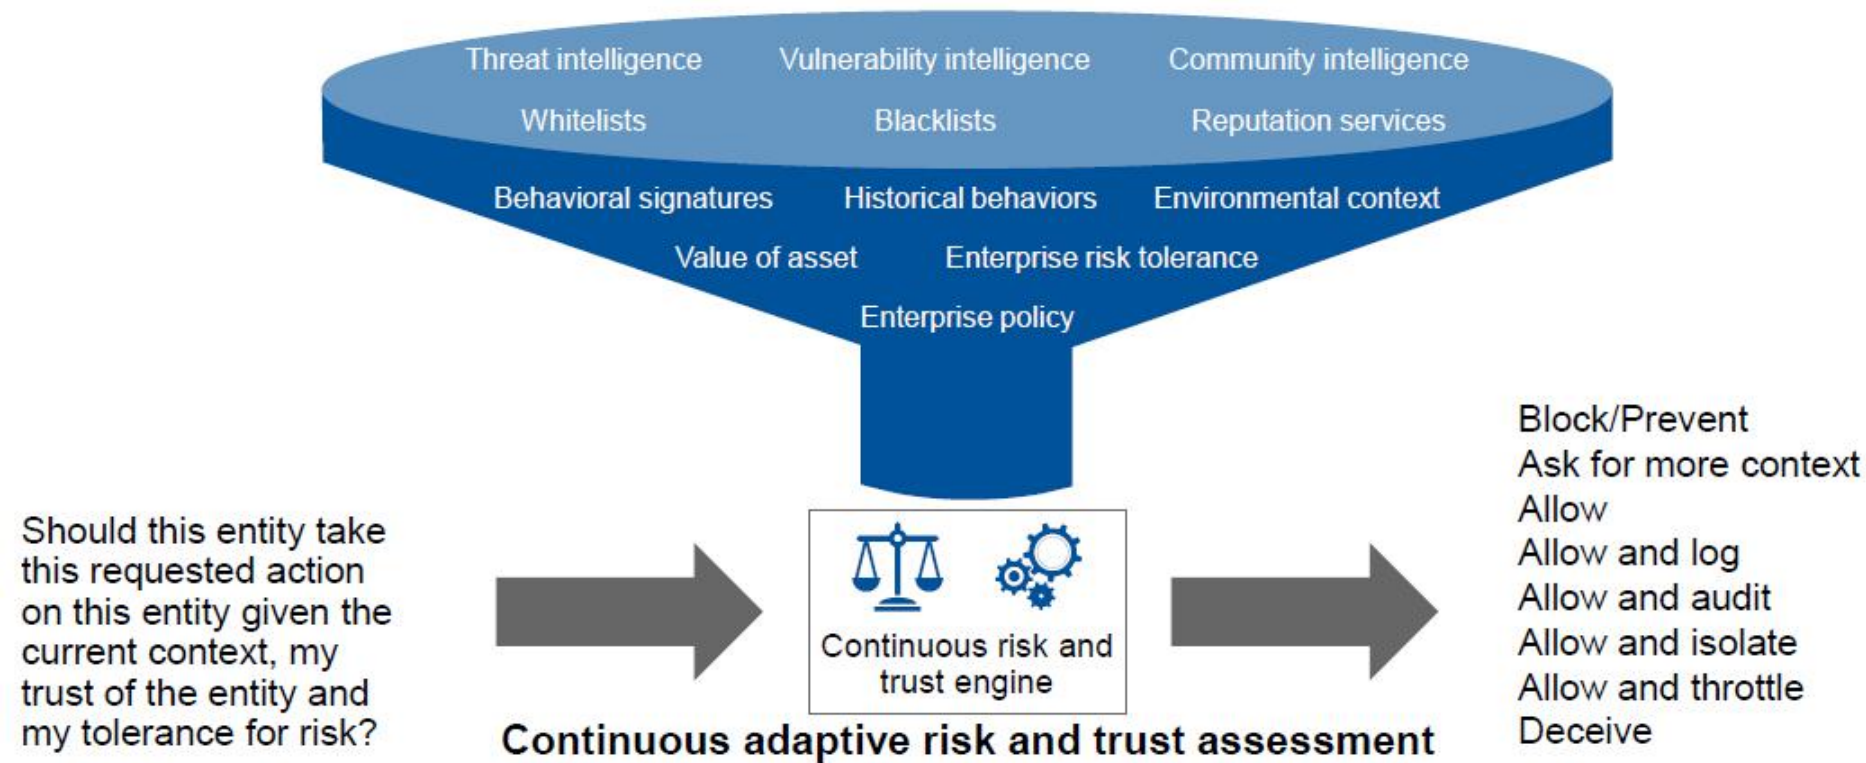 Threat intelligence Vulnerability intelligence Community intelligence
Whitelists Blacklists Reputation services
Behavioral signatures Historical behaviors Environmental context
Value of asset Enterprise risk tolerance
Enterprise policy
Should this entity take
this requested action
on this entity given the
current context, my
trust of the entity and
my tolerance for risk?
Continuous risk and
trust engine
Continuous adaptive risk and trust assessment
Block/Prevent
Ask for more context
Allow
Allow and log
Allow and audit
Allow and isolate
Allow and throttle
Deceive